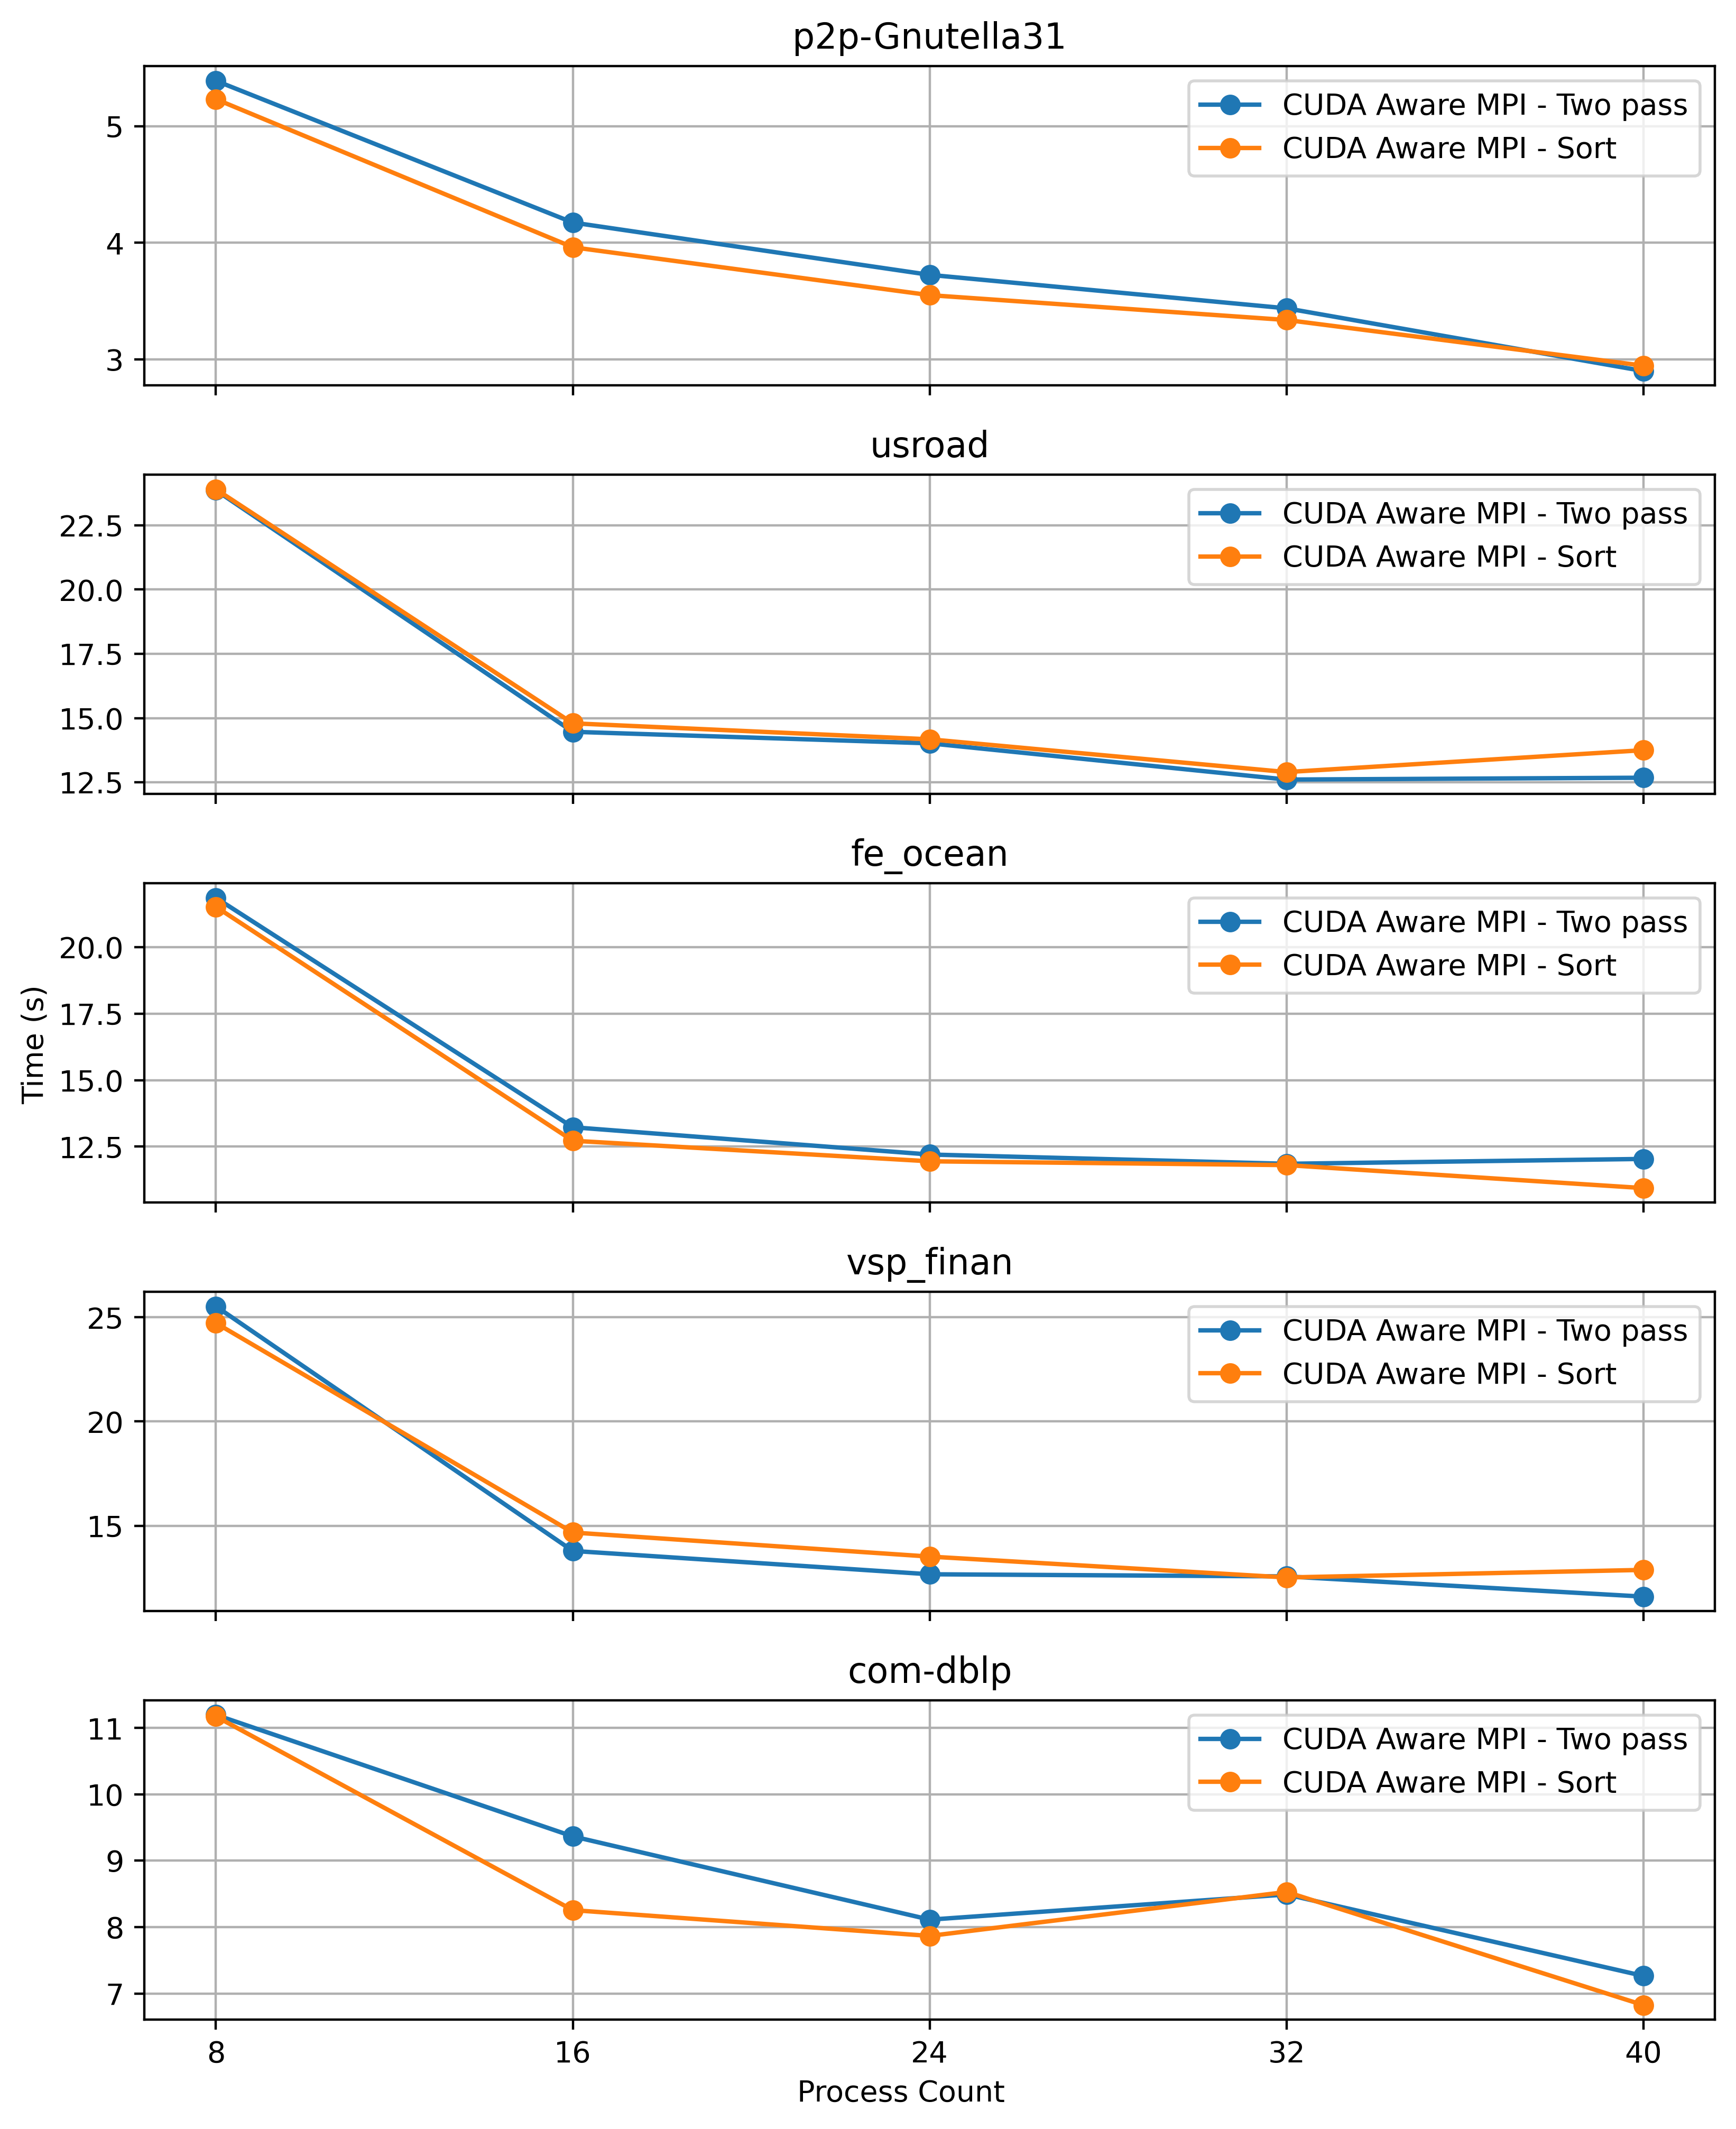 p2p-Gnutella31
5
4
3
CUDA Aware MPI - Two pass
CUDA Aware MPI - Sort
usroad
22.5
20.0
17.5
15.0
12.5
CUDA Aware MPI - Two pass
CUDA Aware MPI - Sort
fe_ocean
Time (s)
20.0
17.5
15.0
12.5
CUDA Aware MPI - Two pass
CUDA Aware MPI - Sort
vsp_finan
25
20
15
CUDA Aware MPI - Two pass
CUDA Aware MPI - Sort
com-dblp
11
10
9
8
7
CUDA Aware MPI - Two pass
CUDA Aware MPI - Sort
8 16 24 32 40
Process Count